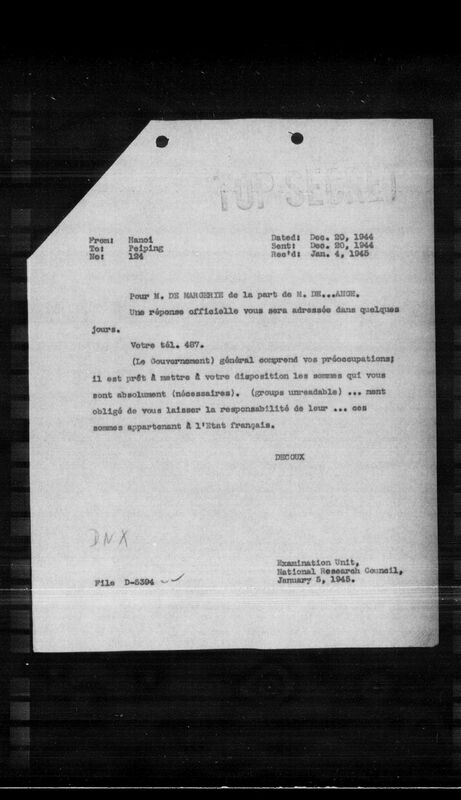 TOP SECRET
From: Hanoi Dated: Dec. 20, 1944
To: Peiping Sent: Dec. 20, 1944
No: 124 Rec'd: Jan. 4, 1945
Pour M. DE MARGERIE de la part de M. DE...ANGE.
Une réponse officielle vous sera adressée dans quelques
jours.
Votre tél. 487.
(Le Gouvernement) général comprend vos préoccupations;
il est prêt à mettre à votre disposition les sommes qui vous
sont absolument (nécessaires). (groups unreadable) ... ment
obligé de vous laisser la responsabilité de leur ... ces
sommes appartenant à l'Etat français.
DECOUX
DNX
Examination Unit,
National Research Council,
File D-5394 January 5, 1945.